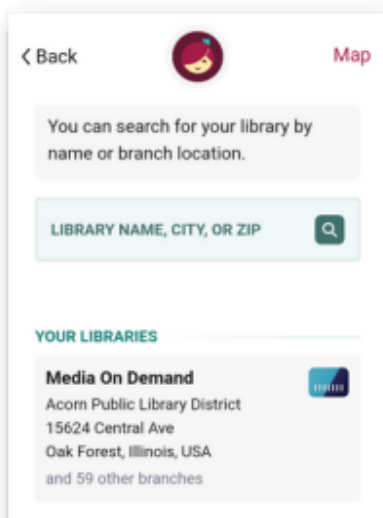 Back
Map
You can search for your library by
name or branch location.
LIBRARY NAME, CITY, OR ZIP
YOUR LIBRARIES
Media On Demand
Acorn Public Library District
15624 Central Ave
Oak Forest, Illinois, USA
and 59 other branches